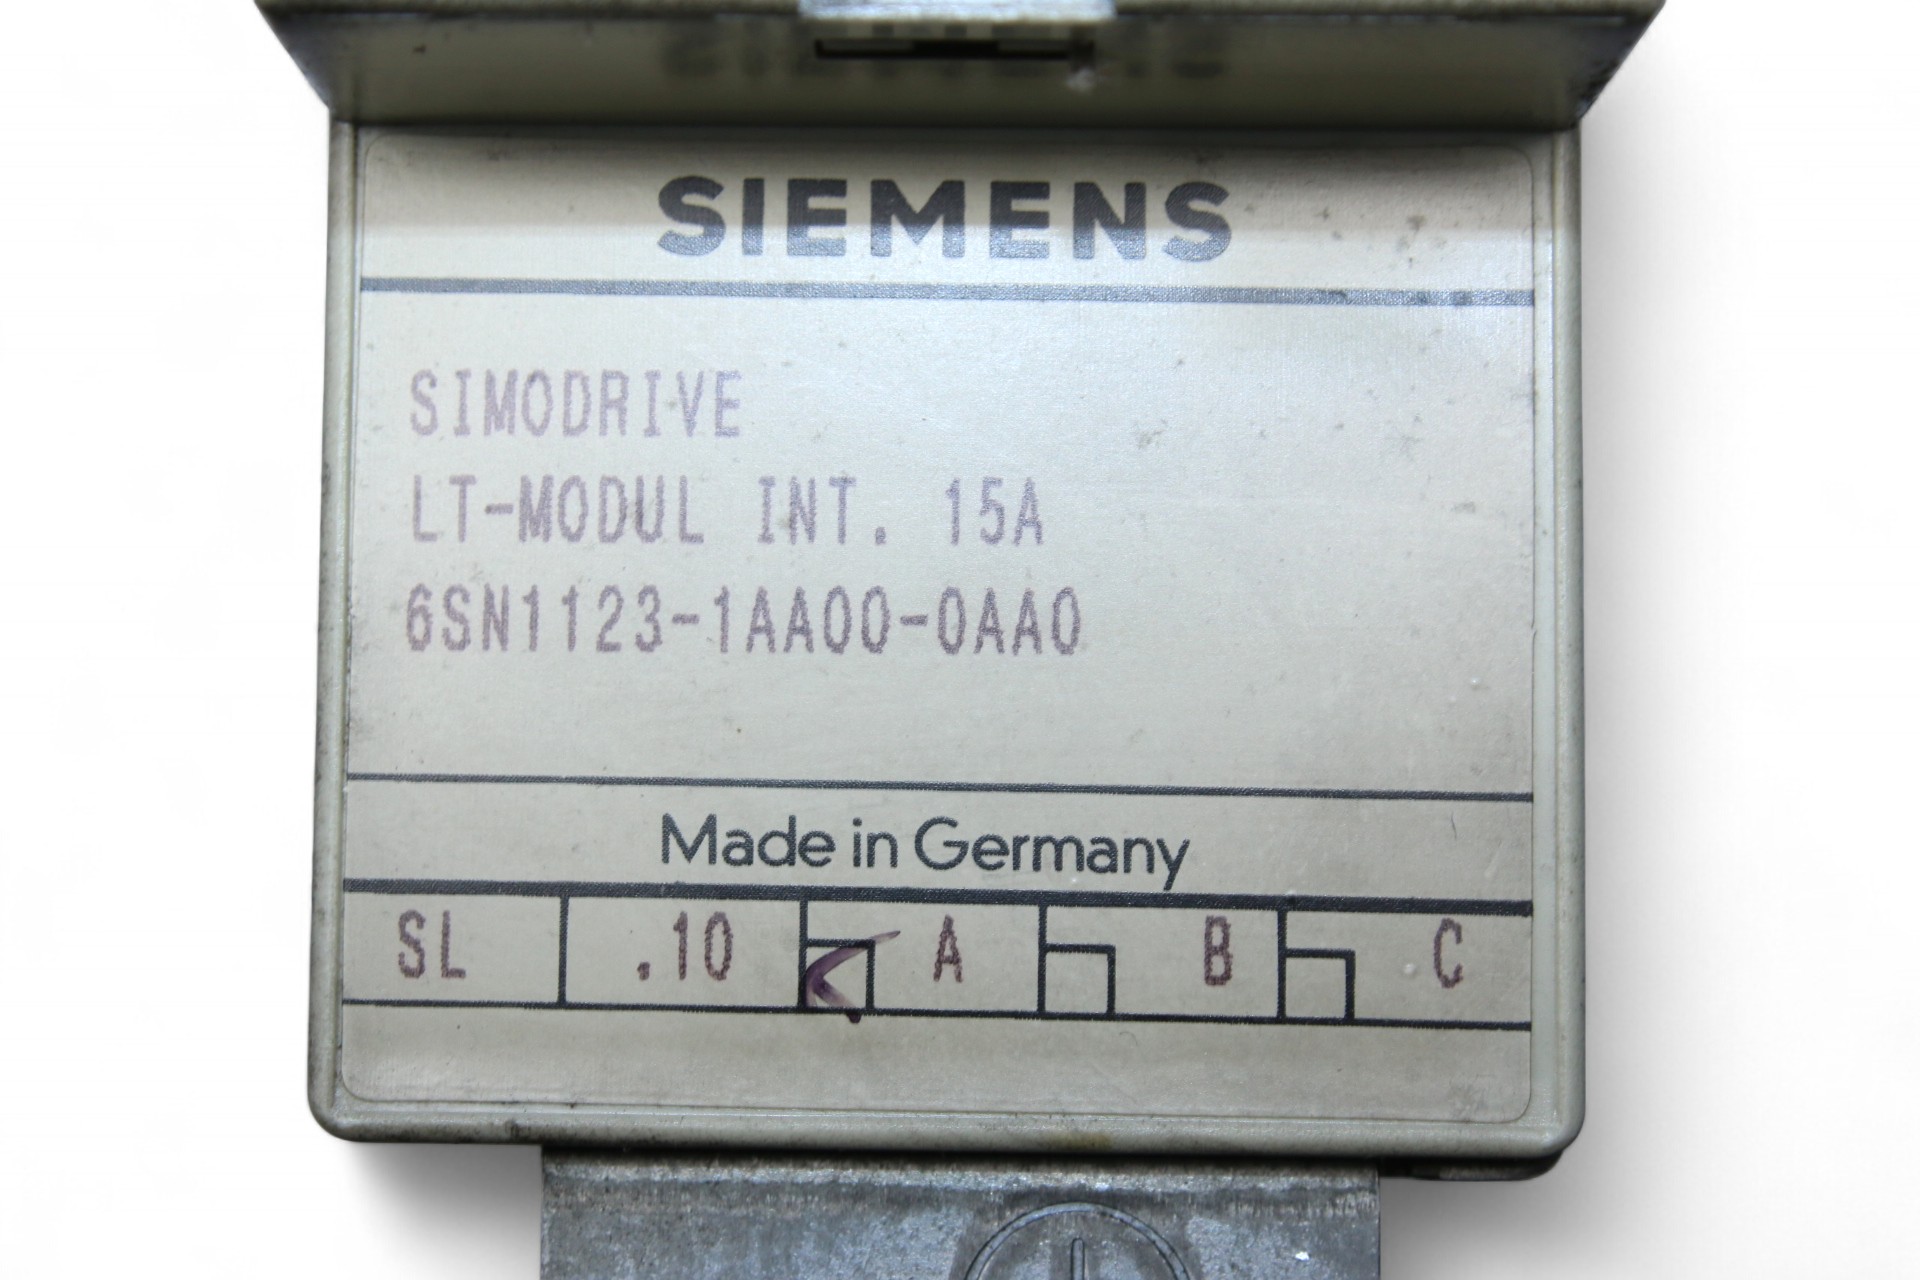 SIEMENS
SIMODRIVE
LT-MODUL INT. 15A
6SN1123-1AA00-0AA0
Made in Germany
SL .10 A B C